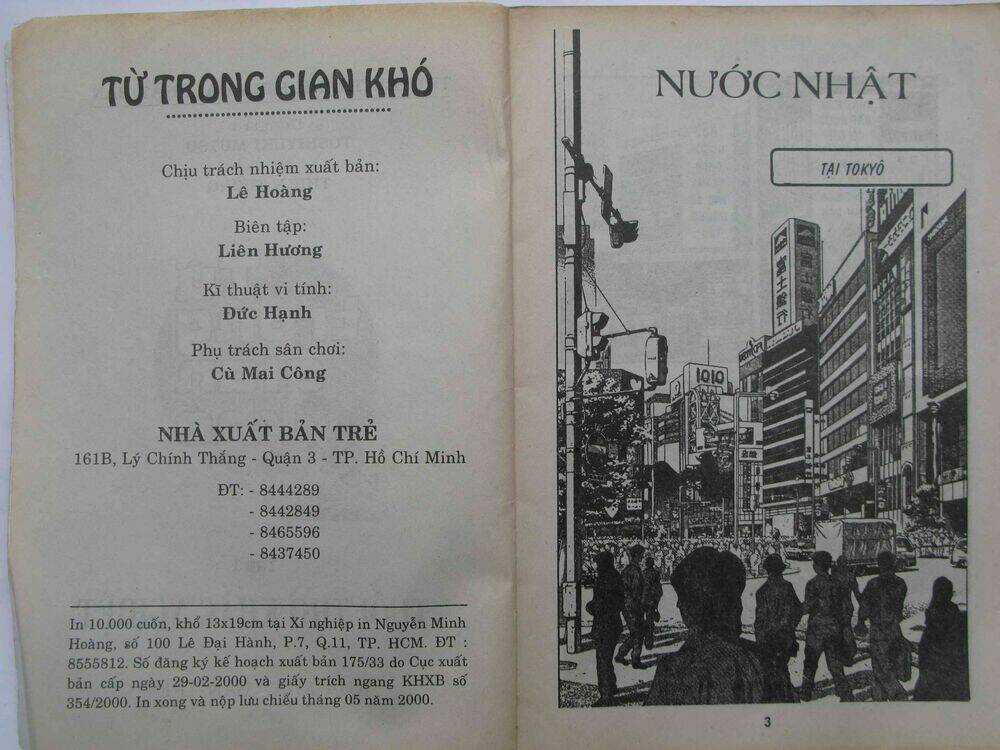 TỪ TRONG GIAN KHÓ
Chịu trách nhiệm xuất bản:
Lê Hoàng
Biên tập:
Liên Hương
Kĩ thuật vi tính:
Đức Hạnh
Phụ trách sân chơi:
Cù Mai Công
NHÀ XUẤT BẢN TRẺ
161B, Lý Chính Thắng - Quận 3 - TP. Hồ Chí Minh
ĐT: - 8444289
- 8442849
- 8465596
- 8437450
In 10.000 cuốn, khổ 13x19cm tại Xí nghiệp in Nguyễn Minh
Hoàng, số 100 Lê Đại Hành, P.7, Q.11, TP. HCM. ĐT :
8555812. Số đăng ký kế hoạch xuất bản 175/33 do Cục xuất
bản cấp ngày 29-02-2000 và giấy trích ngang KHXB số
354/2000. In xong và nộp lưu chiểu tháng 05 năm 2000.
NƯỚC NHẬT
TẠI TOKYÔ
富士銀行
1010
3